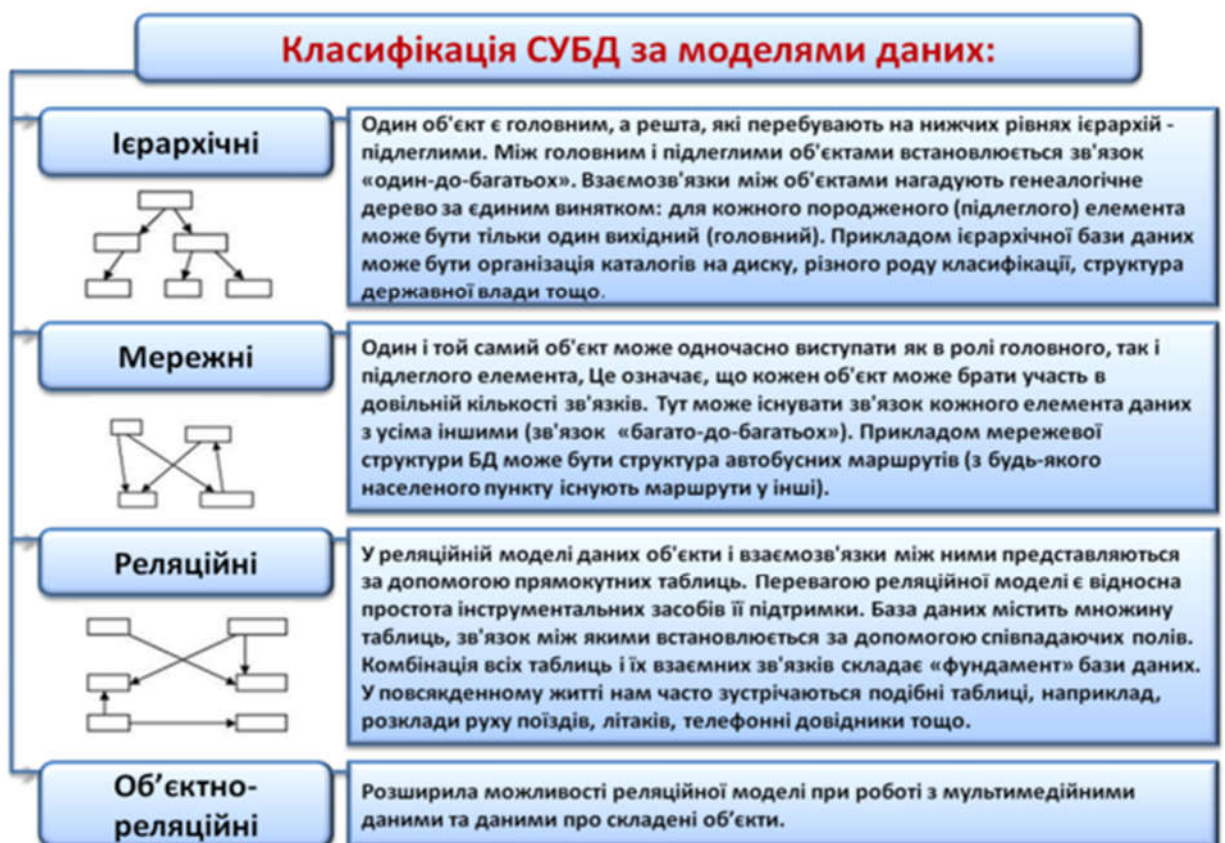 Класифікація СУБД за моделями даних:
Ієрархічні
Один об'єкт є головним, а решта, які перебувають на нижчих рівнях ієрархій -
підлеглими. Між головним і підлеглими об'єктами встановлюється зв'язок
«один-до-багатьох». Взаємозв'язки між об'єктами нагадують генеалогічне
дерево за єдиним винятком: для кожного породженого (підлеглого) елемента
може бути тільки один вихідний (головний). Прикладом ієрархічної бази даних
може бути організація каталогів на диску, різного роду класифікації, структура
державної влади тощо.
Мережні
Один і той самий об'єкт може одночасно виступати як в ролі головного, так і
підлеглого елемента, Це означає, що кожен об'єкт може брати участь в
довільній кількості зв'язків. Тут може існувати зв'язок кожного елемента даних
з усіма іншими (зв'язок «багато-до-багатьох»). Прикладом мережевої
структури БД може бути структура автобусних маршрутів (з будь-якого
населеного пункту існують маршрути у інші).
Реляційні
У реляційній моделі даних об'єкти і взаємозв'язки між ними представляються
за допомогою прямокутних таблиць. Перевагою реляційної моделі є відносна
простота інструментальних засобів її підтримки. База даних містить множину
таблиць, зв'язок між якими встановлюється за допомогою співпадаючих полів.
Комбінація всіх таблиць і їх взаємних зв'язків складає «фундамент» бази даних.
У повсякденному житті нам часто зустрічаються подібні таблиці, наприклад,
розклади руху поїздів, літаків, телефонні довідники тощо.
Об’єктно-
реляційні
Розширила можливості реляційної моделі при роботі з мультимедійними
даними та даними про складені об’єкти.